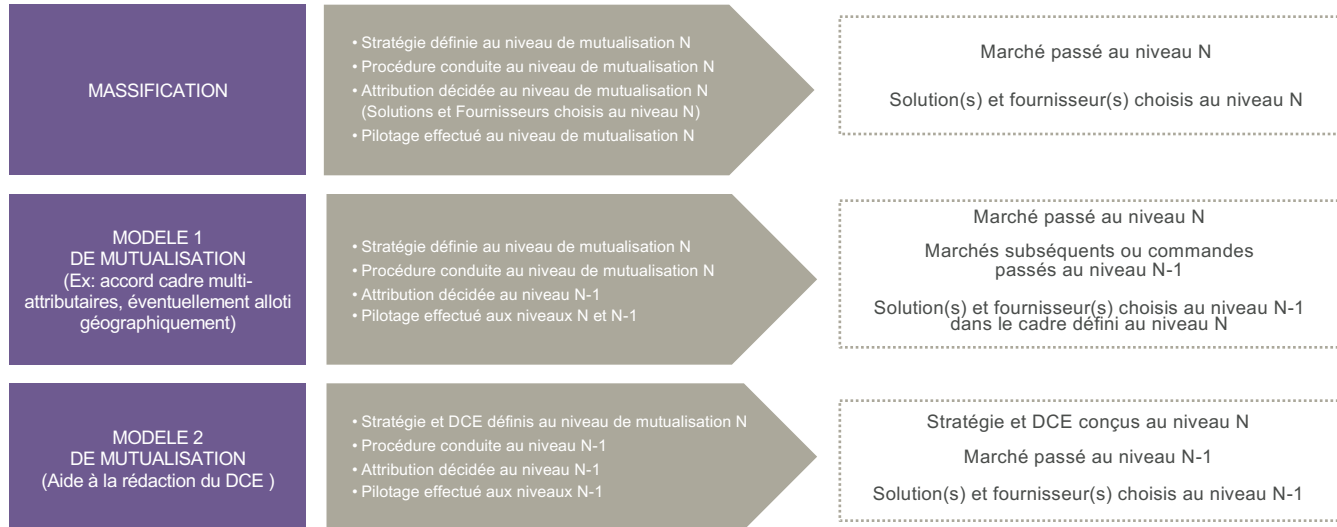 MASSIFICATION
• Stratégie définie au niveau de mutualisation N
• Procédure conduite au niveau de mutualisation N
• Attribution décidée au niveau de mutualisation N
(Solutions et Fournisseurs choisis au niveau N)
• Pilotage effectué au niveau de mutualisation N
Marché passé au niveau N
Solution(s) et fournisseur(s) choisis au niveau N
MODELE 1
DE MUTUALISATION
(Ex: accord cadre multi-
attributaires, éventuellement alloti
géographiquement)
• Stratégie définie au niveau de mutualisation N
• Procédure conduite au niveau de mutualisation N
• Attribution décidée au niveau N-1
• Pilotage effectué aux niveaux N et N-1
Marché passé au niveau N
Marchés subséquents ou commandes
passés au niveau N-1
Solution(s) et fournisseur(s) choisis au niveau N-1
dans le cadre défini au niveau N
MODELE 2
DE MUTUALISATION
(Aide à la rédaction du DCE )
• Stratégie et DCE définis au niveau de mutualisation N
• Procédure conduite au niveau N-1
• Attribution décidée au niveau N-1
• Pilotage effectué aux niveaux N-1
Stratégie et DCE conçus au niveau N
Marché passé au niveau N-1
Solution(s) et fournisseur(s) choisis au niveau N-1